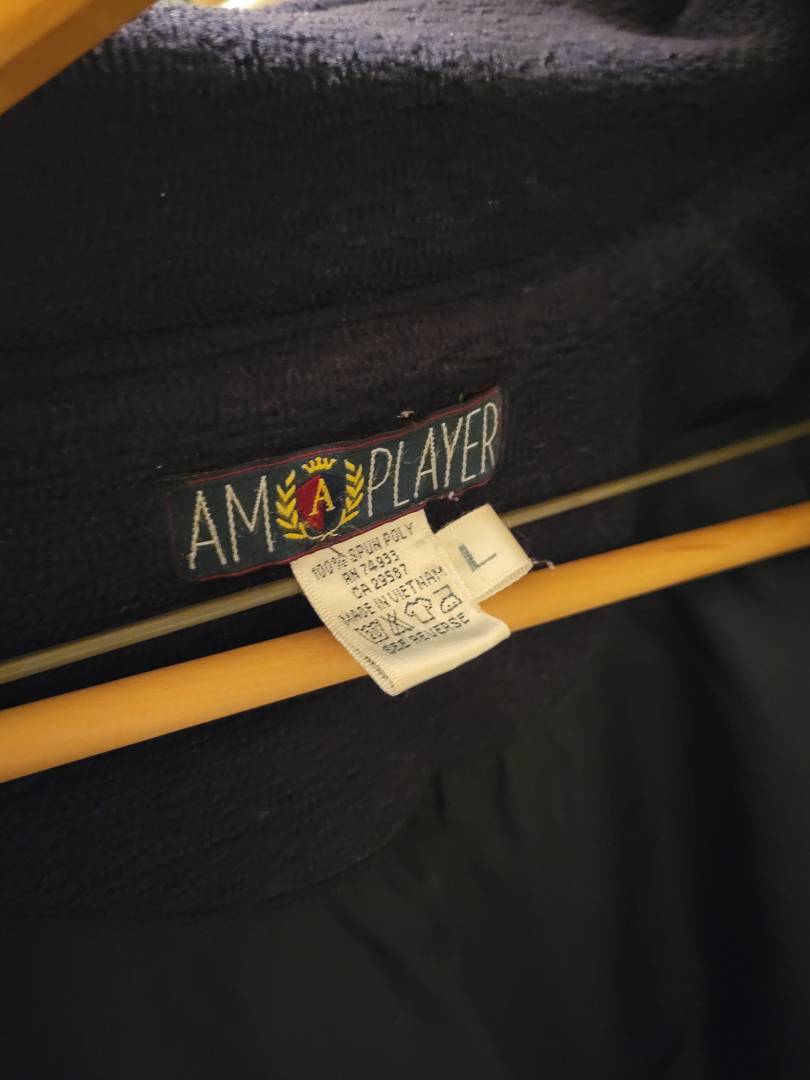 AM A PLAYER
100% SPUN POLY
RN 74933
CA 29587
MADE IN VIETNAM
SEE REVERSE
L